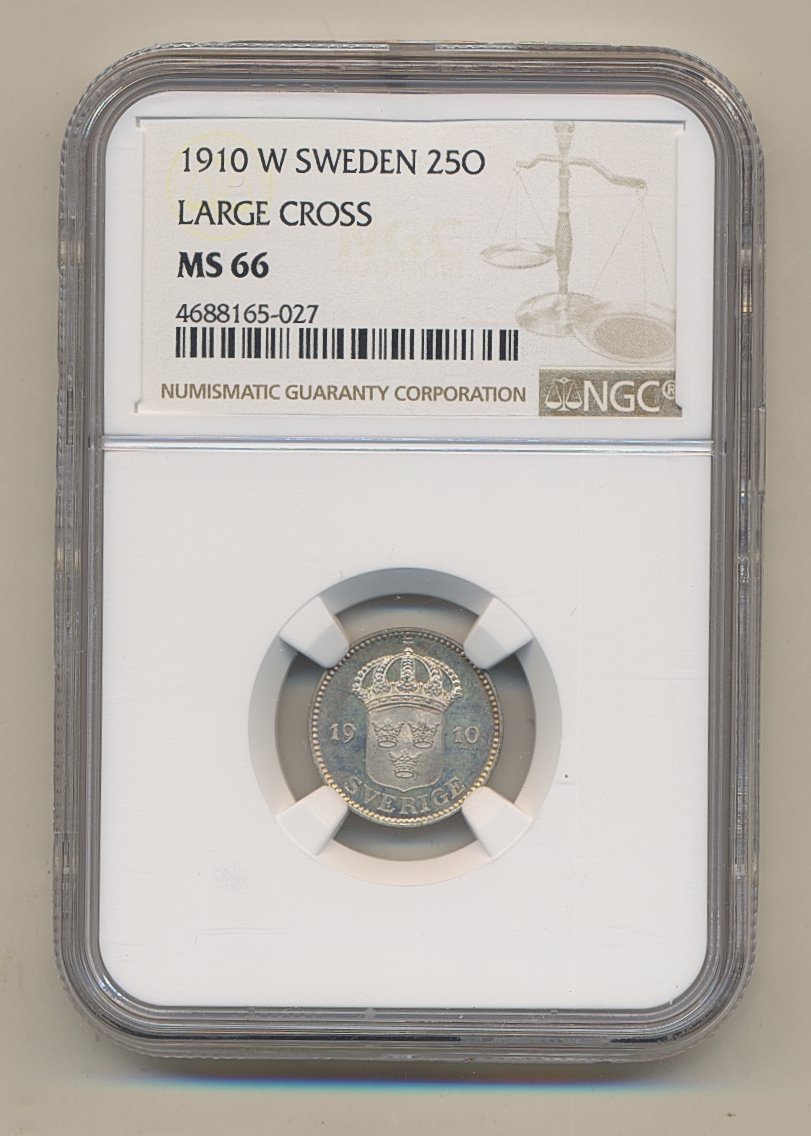 1910 W SWEDEN 25O
LARGE CROSS
MS 66
4688165-027
NUMISMATIC GUARANTY CORPORATION
NGC®
19 10
SVERIGE